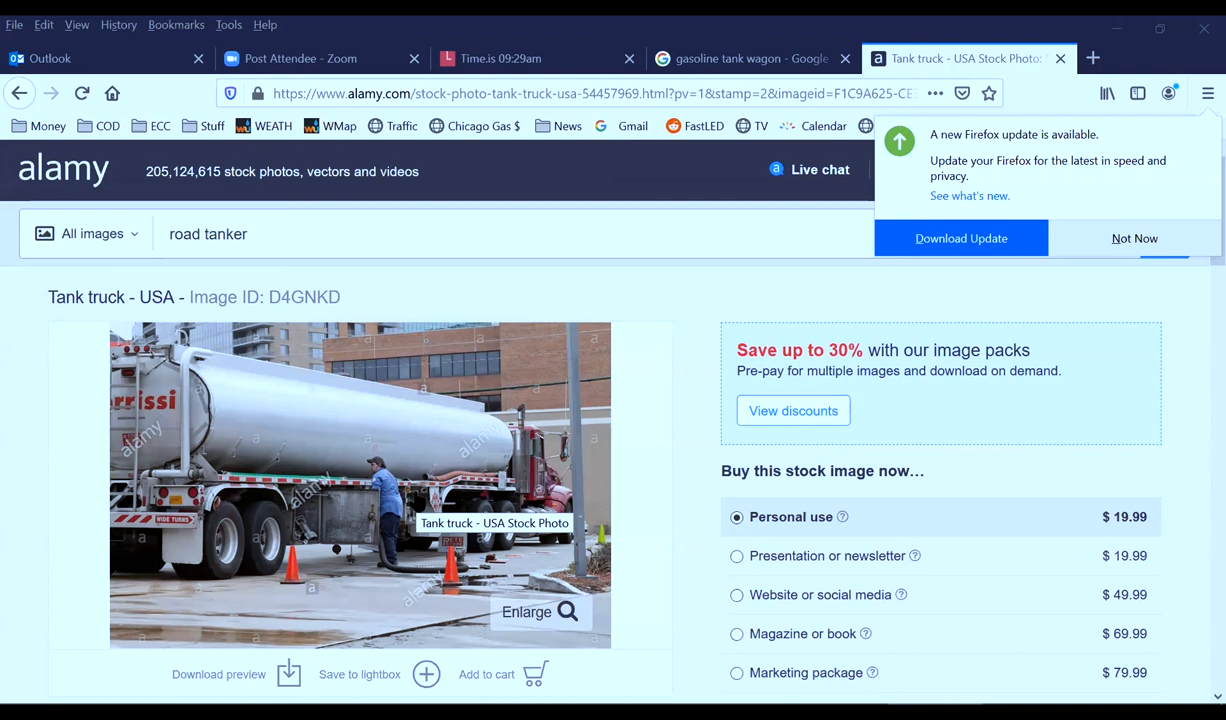 File Edit View History Bookmarks Tools Help
Outlook
Post Attendee - Zoom
Time.is 09:29am
gasoline tank wagon - Google
Tank truck - USA Stock Photo:
https://www.alamy.com/stock-photo-tank-truck-usa-54457969.html?pv=1&stamp=2&imageid=F1C9A625-CE
Money COD ECC Stuff WEATH WMap Traffic Chicago Gas $ News Gmail FastLED TV Calendar
A new Firefox update is available.
Update your Firefox for the latest in speed and
privacy.
See what's new.
Download Update Not Now
alamy 205,124,615 stock photos, vectors and videos
Live chat
All images road tanker
Tank truck - USA - Image ID: D4GNKD
rrissi
alamy
alamy
alamy
alamy
WIDE TURNS
Tank truck - USA Stock Photo
Enlarge
Download preview Save to lightbox Add to cart
Save up to 30% with our image packs
Pre-pay for multiple images and download on demand.
View discounts
Buy this stock image now...
Personal use $ 19.99
Presentation or newsletter $ 19.99
Website or social media $ 49.99
Magazine or book $ 69.99
Marketing package $ 79.99